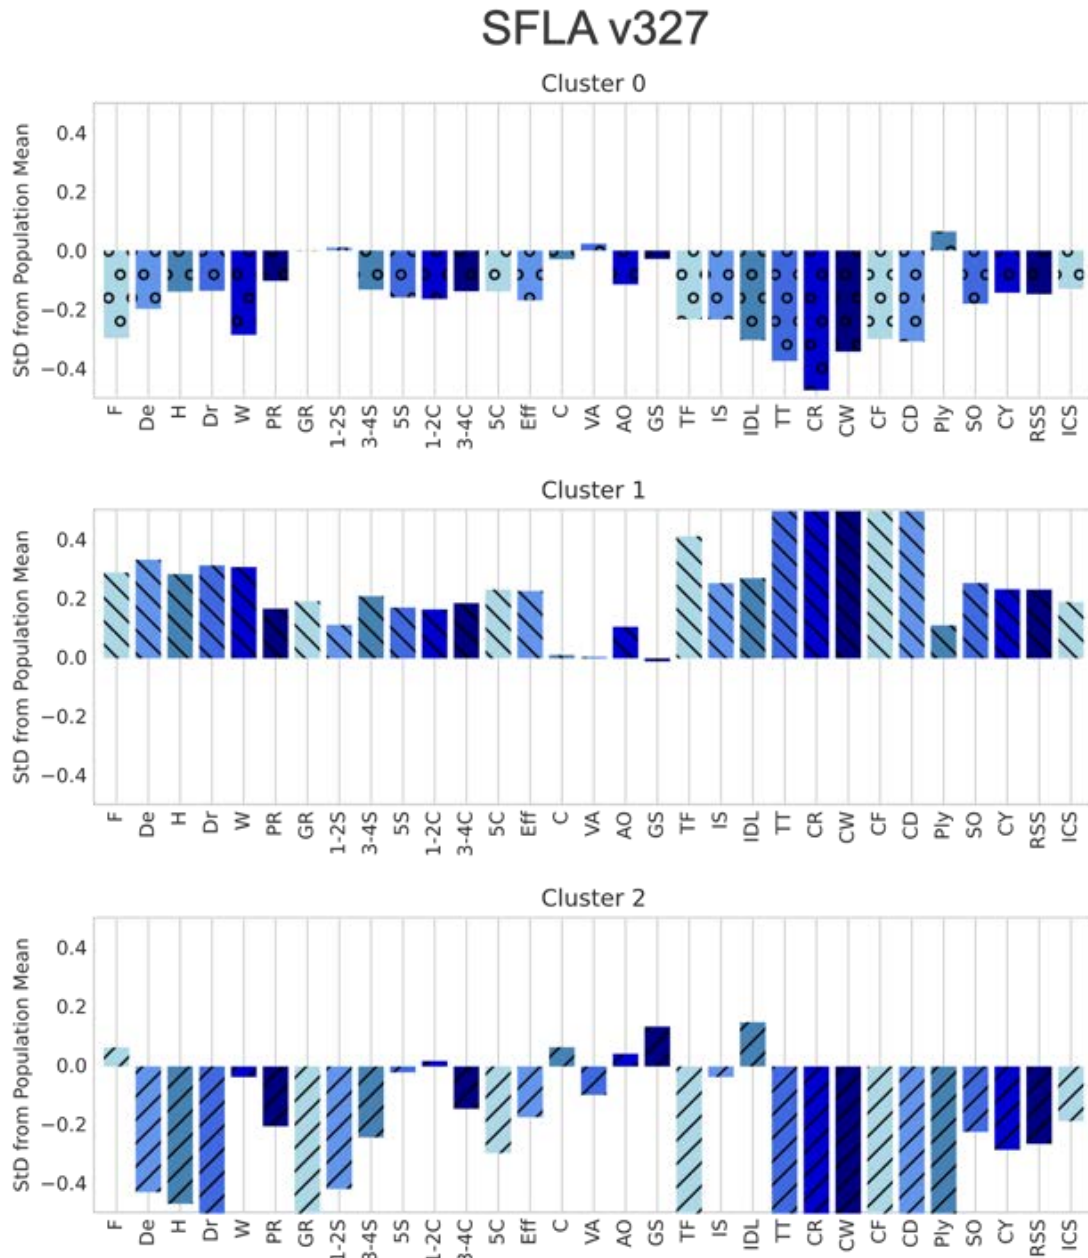 SFLA v327
Cluster 0
StD from Population Mean
0.4
0.2
0.0
−0.2
−0.4
F De H Dr W PR GR 1-2S 3-4S 5S 1-2C 3-4C 5C Eff C VA AO GS TF IS IDL TT CR CW CF CD Ply SO CY RSS ICS
Cluster 1
StD from Population Mean
0.4
0.2
0.0
−0.2
−0.4
F De H Dr W PR GR 1-2S 3-4S 5S 1-2C 3-4C 5C Eff C VA AO GS TF IS IDL TT CR CW CF CD Ply SO CY RSS ICS
Cluster 2
StD from Population Mean
0.4
0.2
0.0
−0.2
−0.4
F De H Dr W PR GR 1-2S 3-4S 5S 1-2C 3-4C 5C Eff C VA AO GS TF IS IDL TT CR CW CF CD Ply SO CY RSS ICS